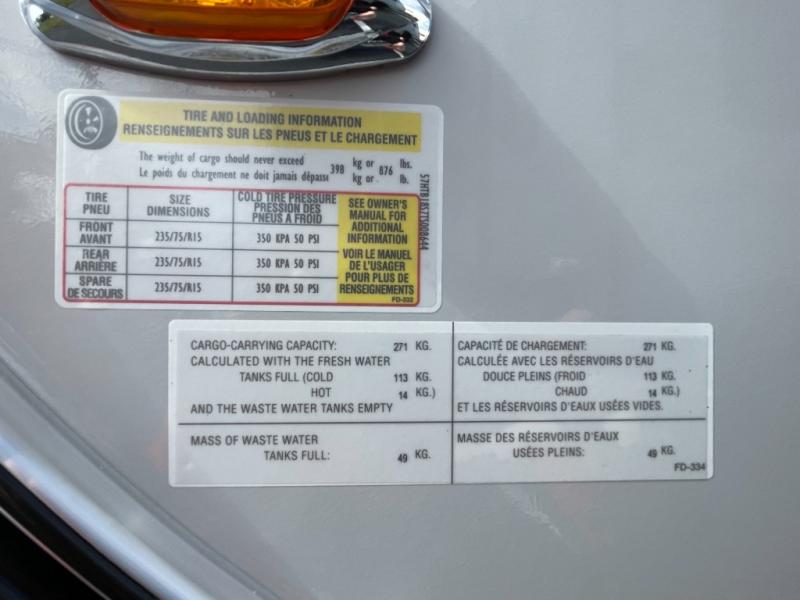 TIRE AND LOADING INFORMATION
RENSEIGNEMENTS SUR LES PNEUS ET LE CHARGEMENT
The weight of cargo should never exceed 398 kg or 876 lbs.
Le poids du chargement ne doit jamais dépasse kg or lb.
TIRE PNEU SIZE DIMENSIONS COLD TIRE PRESSURE PRESSION DES PNEUS A FROID
FRONT AVANT 235/75/R15 350 KPA 50 PSI
REAR ARRIÈRE 235/75/R15 350 KPA 50 PSI
SPARE DE SECOURS 235/75/R15 350 KPA 50 PSI
SEE OWNER'S
MANUAL FOR
ADDITIONAL
INFORMATION
VOIR LE MANUEL
DE L'USAGER
POUR PLUS DE
RENSEIGNEMENTS
FD-332
CARGO-CARRYING CAPACITY: 271 KG.
CALCULATED WITH THE FRESH WATER
TANKS FULL (COLD 113 KG.
HOT 14 KG.)
AND THE WASTE WATER TANKS EMPTY
MASS OF WASTE WATER
TANKS FULL: 49 KG.
CAPACITÉ DE CHARGEMENT: 271 KG.
CALCULÉE AVEC LES RÉSERVOIRS D'EAU
DOUCE PLEINS (FROID 113 KG.
CHAUD 14 KG.)
ET LES RÉSERVOIRS D'EAUX USÉES VIDES.
MASSE DES RÉSERVOIRS D'EAUX
USÉES PLEINS: 49 KG.
FD-334